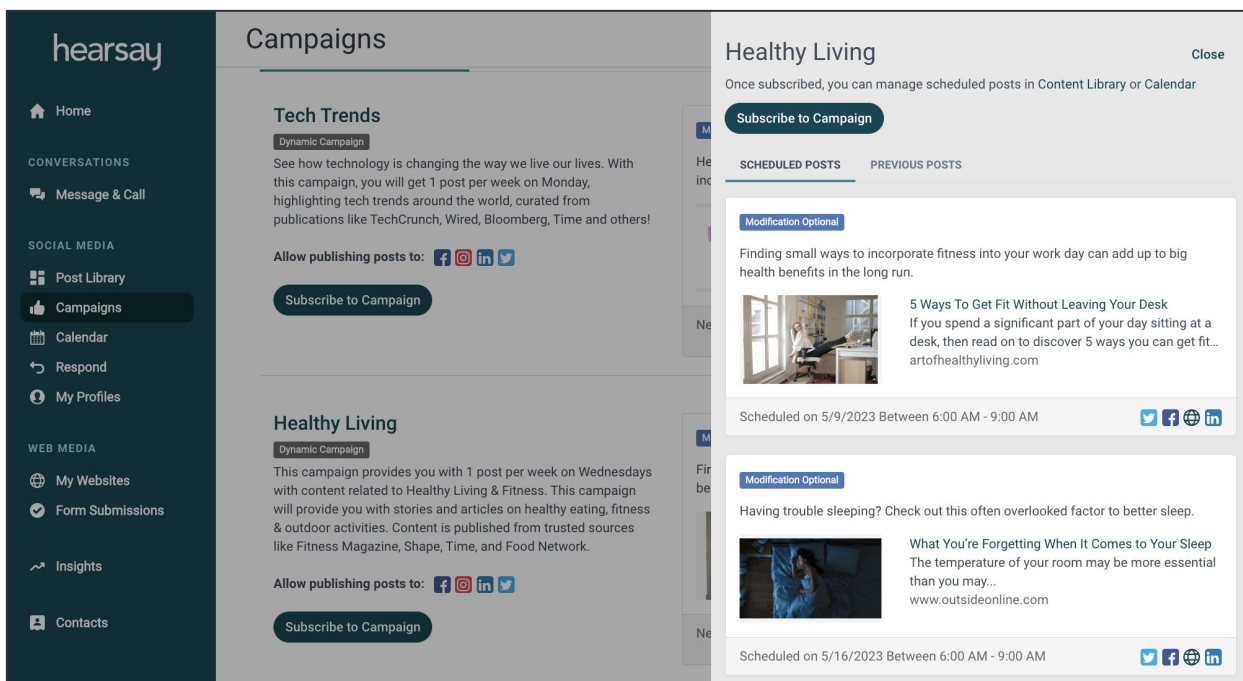 hearsay
Home
CONVERSATIONS
Message & Call
SOCIAL MEDIA
Post Library
Campaigns
Calendar
Respond
My Profiles
WEB MEDIA
My Websites
Form Submissions
Insights
Contacts
Campaigns
Tech Trends
Dynamic Campaign
See how technology is changing the way we live our lives. With
this campaign, you will get 1 post per week on Monday,
highlighting tech trends around the world, curated from
publications like TechCrunch, Wired, Bloomberg, Time and others!
Allow publishing posts to:
Subscribe to Campaign
Healthy Living
Dynamic Campaign
This campaign provides you with 1 post per week on Wednesdays
with content related to Healthy Living & Fitness. This campaign
will provide you with stories and articles on healthy eating, fitness
& outdoor activities. Content is published from trusted sources
like Fitness Magazine, Shape, Time, and Food Network.
Allow publishing posts to:
Subscribe to Campaign
Healthy Living
Close
Once subscribed, you can manage scheduled posts in Content Library or Calendar
Subscribe to Campaign
SCHEDULED POSTS
PREVIOUS POSTS
Modification Optional
Finding small ways to incorporate fitness into your work day can add up to big
health benefits in the long run.
5 Ways To Get Fit Without Leaving Your Desk
If you spend a significant part of your day sitting at a
desk, then read on to discover 5 ways you can get fit...
artofhealthyliving.com
Scheduled on 5/9/2023 Between 6:00 AM - 9:00 AM
Modification Optional
Having trouble sleeping? Check out this often overlooked factor to better sleep.
What You're Forgetting When It Comes to Your Sleep
The temperature of your room may be more essential
than you may...
www.outsideonline.com
Scheduled on 5/16/2023 Between 6:00 AM - 9:00 AM